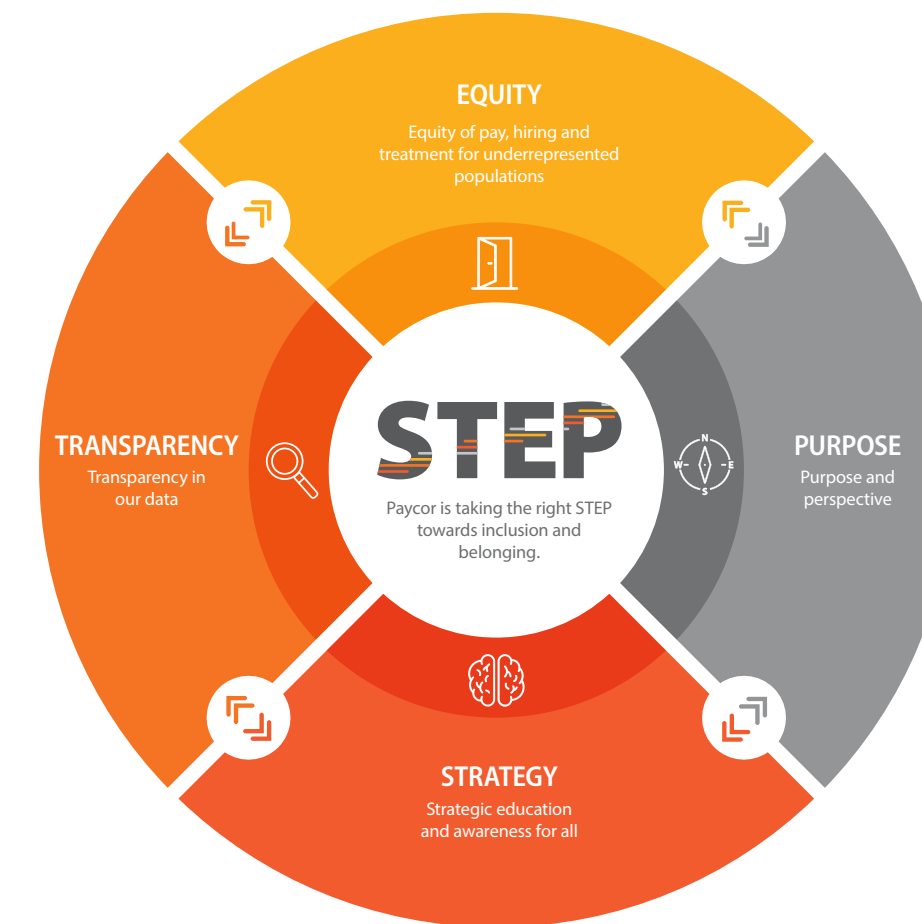 EQUITY
Equity of pay, hiring and
treatment for underrepresented
populations
TRANSPARENCY
Transparency in
our data
STEP
Paycor is taking the right STEP
towards inclusion and
belonging.
N
W
E
S
PURPOSE
Purpose and
perspective
STRATEGY
Strategic education
and awareness for all